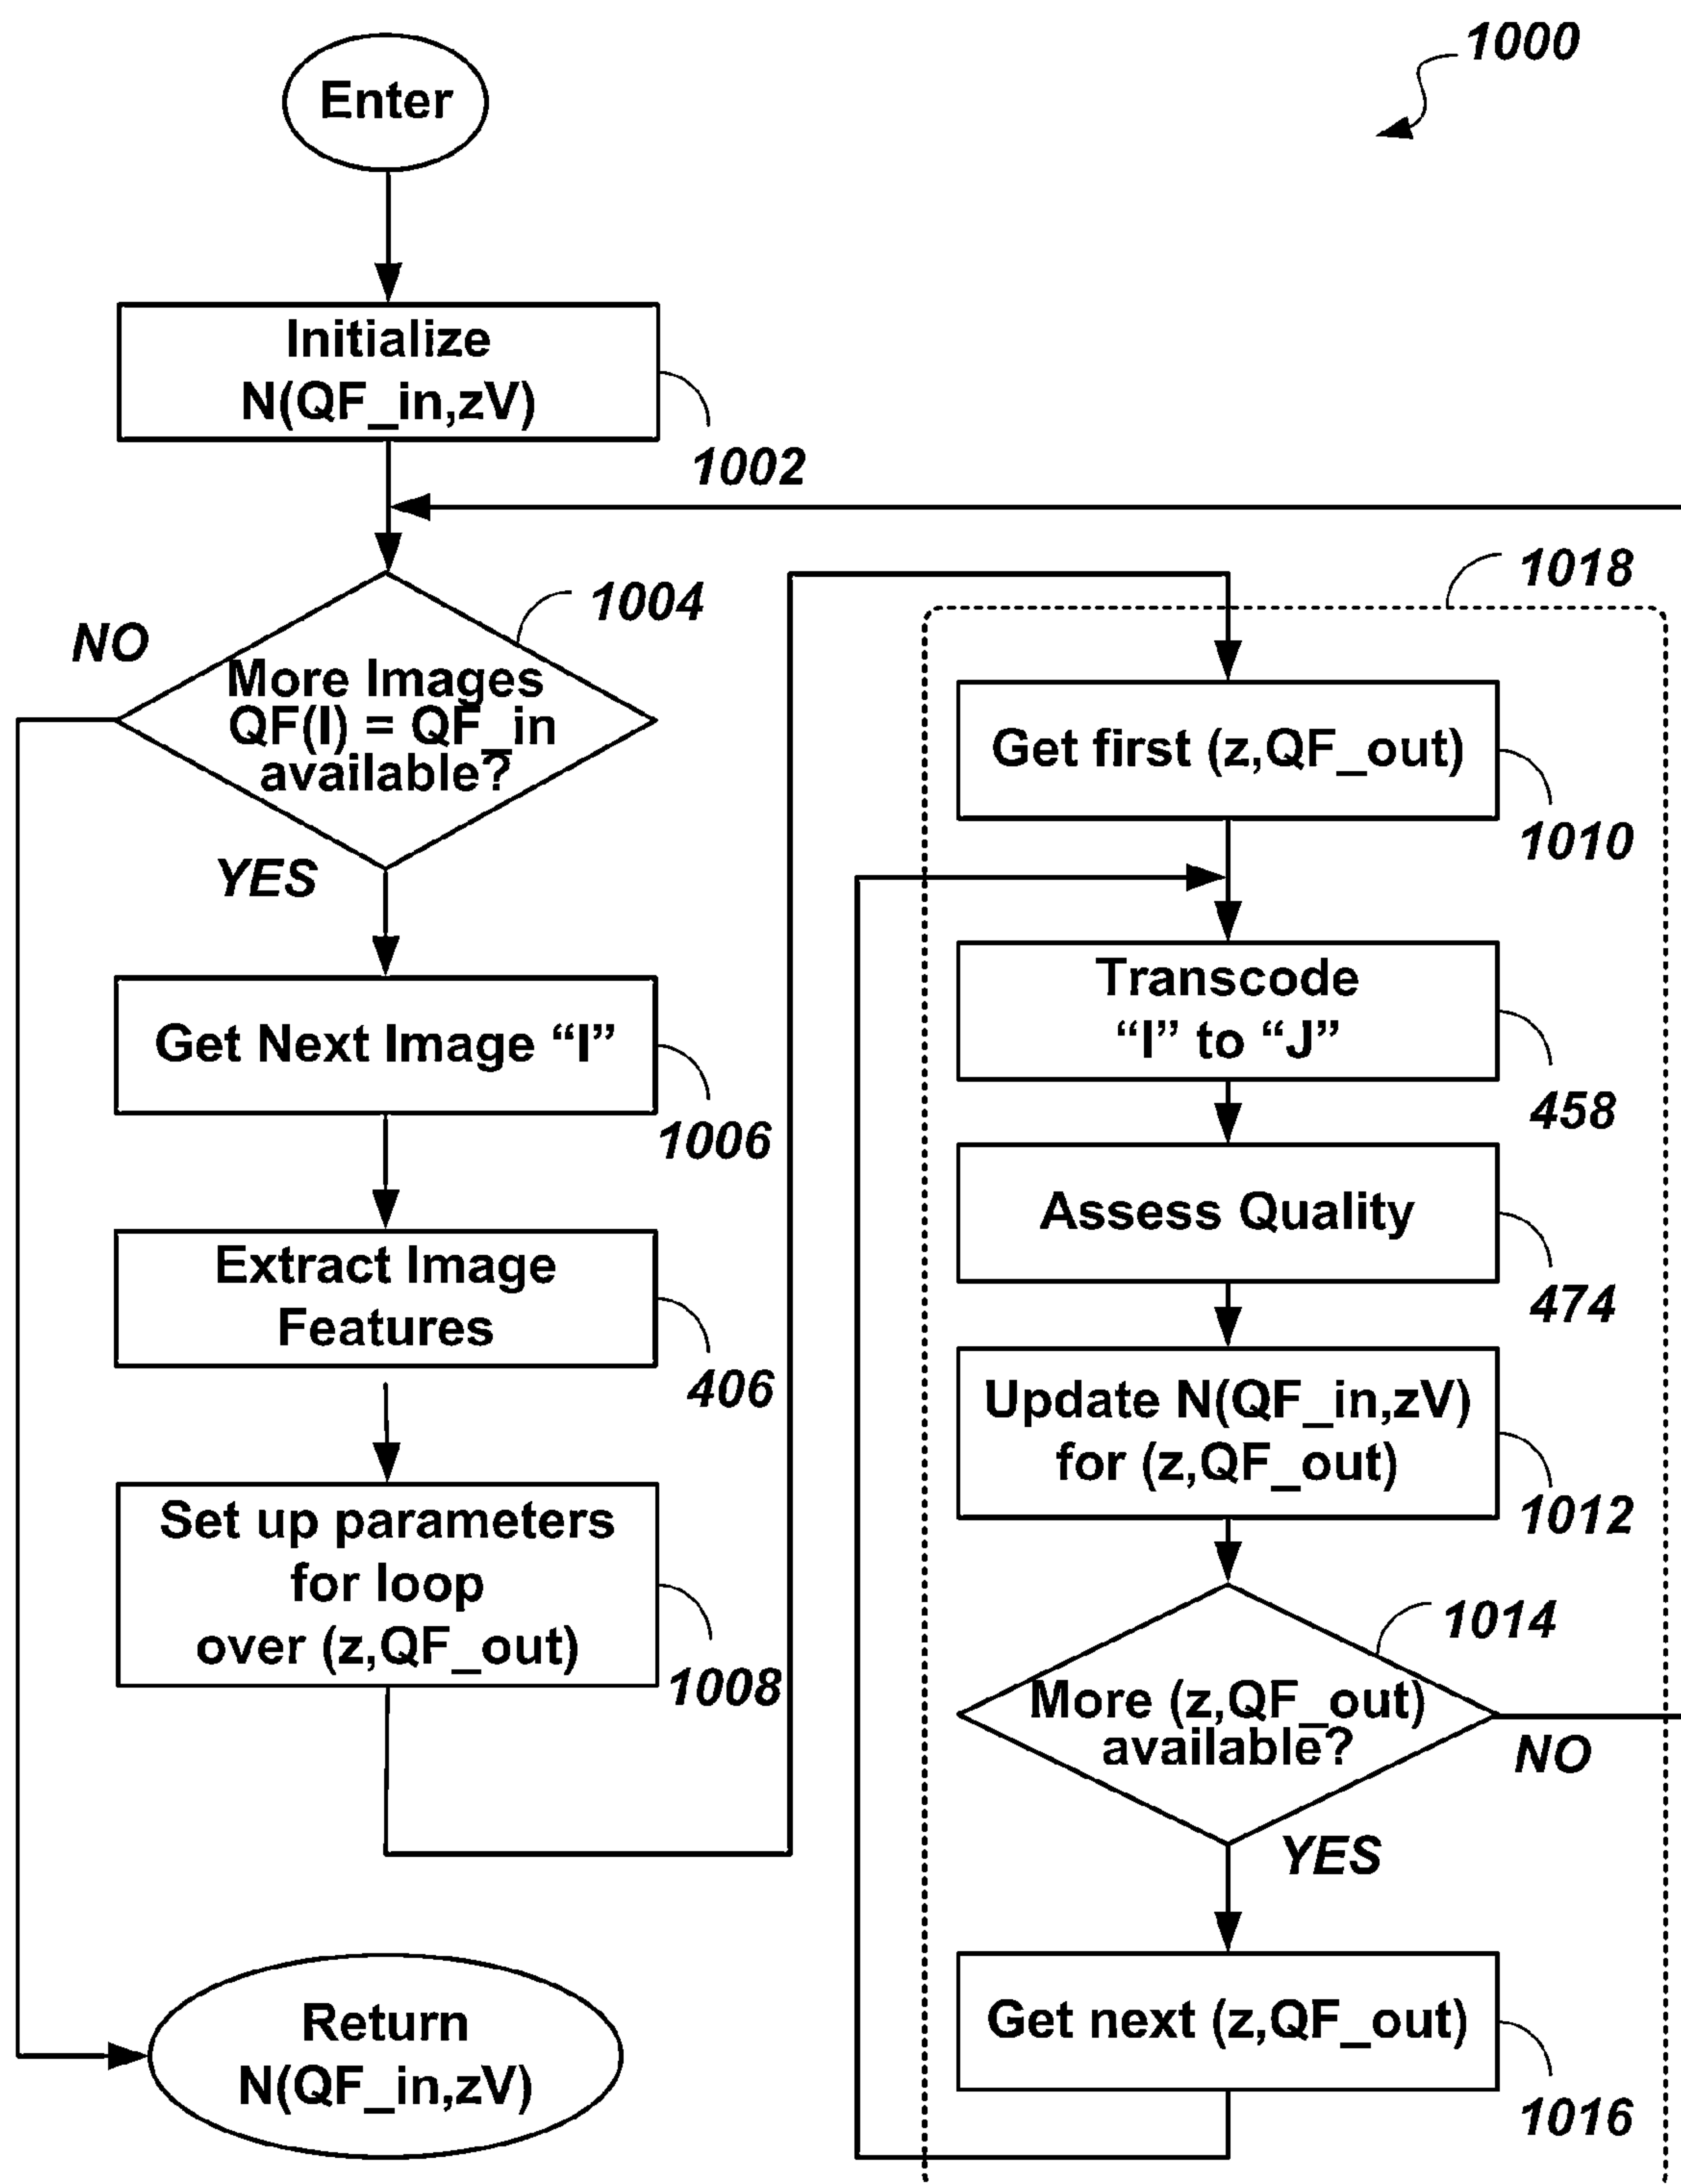 1000
Enter
Initialize
N(QF_in,zV)
1002
1004
NO
More Images
QF(I) = QF_in
available?
YES
Get Next Image “I”
1006
Extract Image
Features
406
Set up parameters
for loop
over (z,QF_out)
1008
Return
N(QF_in,zV)
1018
Get first (z,QF_out)
1010
Transcode
“I” to “J”
458
Assess Quality
474
Update N(QF_in,zV)
for (z,QF_out)
1012
1014
More (z,QF_out)
available?
NO
YES
Get next (z,QF_out)
1016